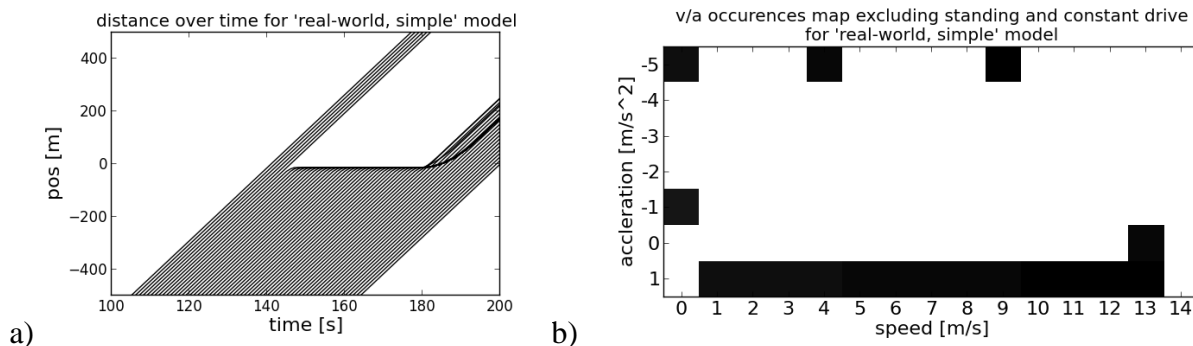 distance over time for 'real-world, simple' model
400
200
0
−200
−400
pos [m]
100
120
140
160
180
200
time [s]
a)
v/a occurences map excluding standing and constant drive
for 'real-world, simple' model
-5
-4
-3
-2
-1
0
1
accleration [m/s^2]
0 1 2 3 4 5 6 7 8 9 10 11 12 13 14
speed [m/s]
b)